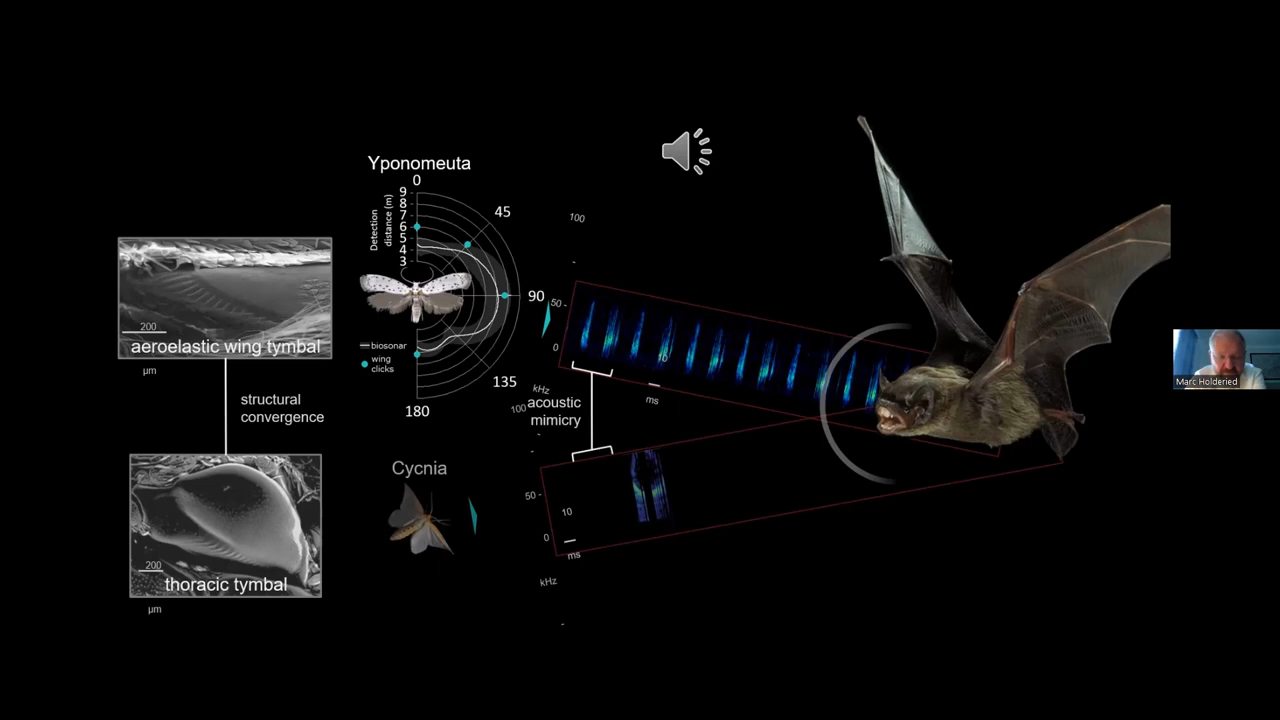 Yponomeuta
0
9
8
7
6
5
4
3
Detection
distance (m)
45
90
135
180
biosonar
wing
clicks
200
aeroelastic wing tymbal
µm
structural
convergence
200
thoracic tymbal
µm
Cycnia
100
50
0
kHz
10
ms
acoustic
mimicry
100
50
0
kHz
10
ms
Marc Holderied